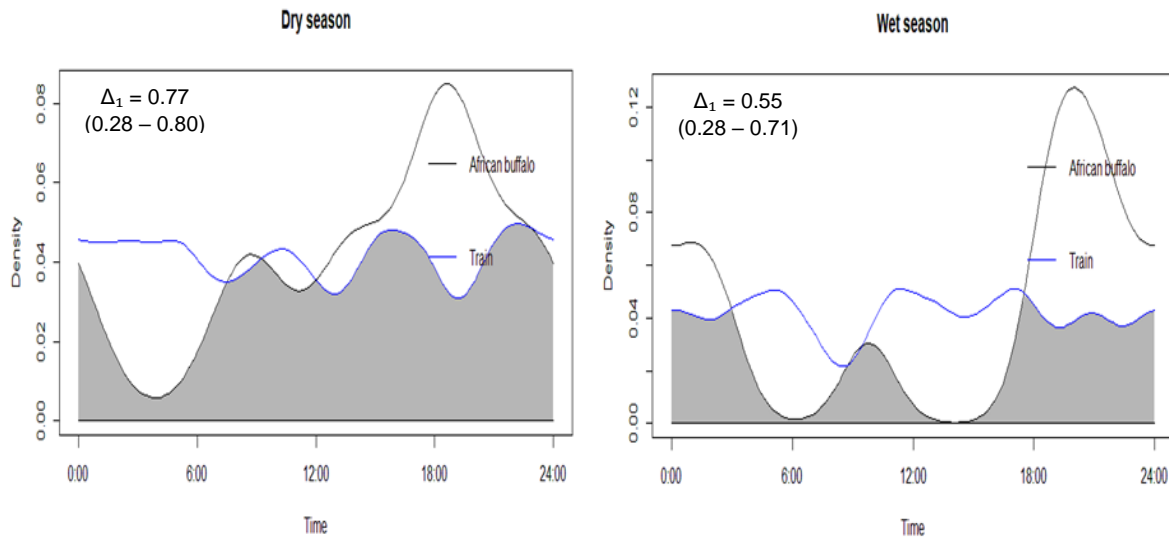 Dry season
Δ₁ = 0.77
(0.28 – 0.80)
African buffalo
Train
Density
0.00
0.02
0.04
0.06
0.08
0:00
6:00
12:00
18:00
24:00
Time
Wet season
Δ₁ = 0.55
(0.28 – 0.71)
African buffalo
Train
Density
0.00
0.04
0.08
0.12
0:00
6:00
12:00
18:00
24:00
Time